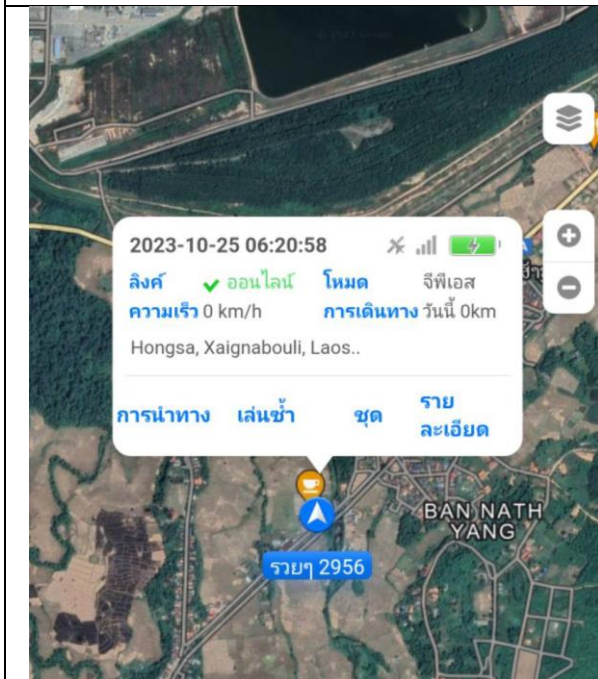 2023-10-25 06:20:58
ลิงค์ ออนไลน์ โหมด จีพีเอส
ความเร็ว 0 km/h การเดินทาง วันนี้ 0km
Hongsa, Xaignabouli, Laos..
การนำทาง เล่นซ้ำ ชุด ราย
ละเอียด
BAN NATH
YANG
รวยๆ 2956